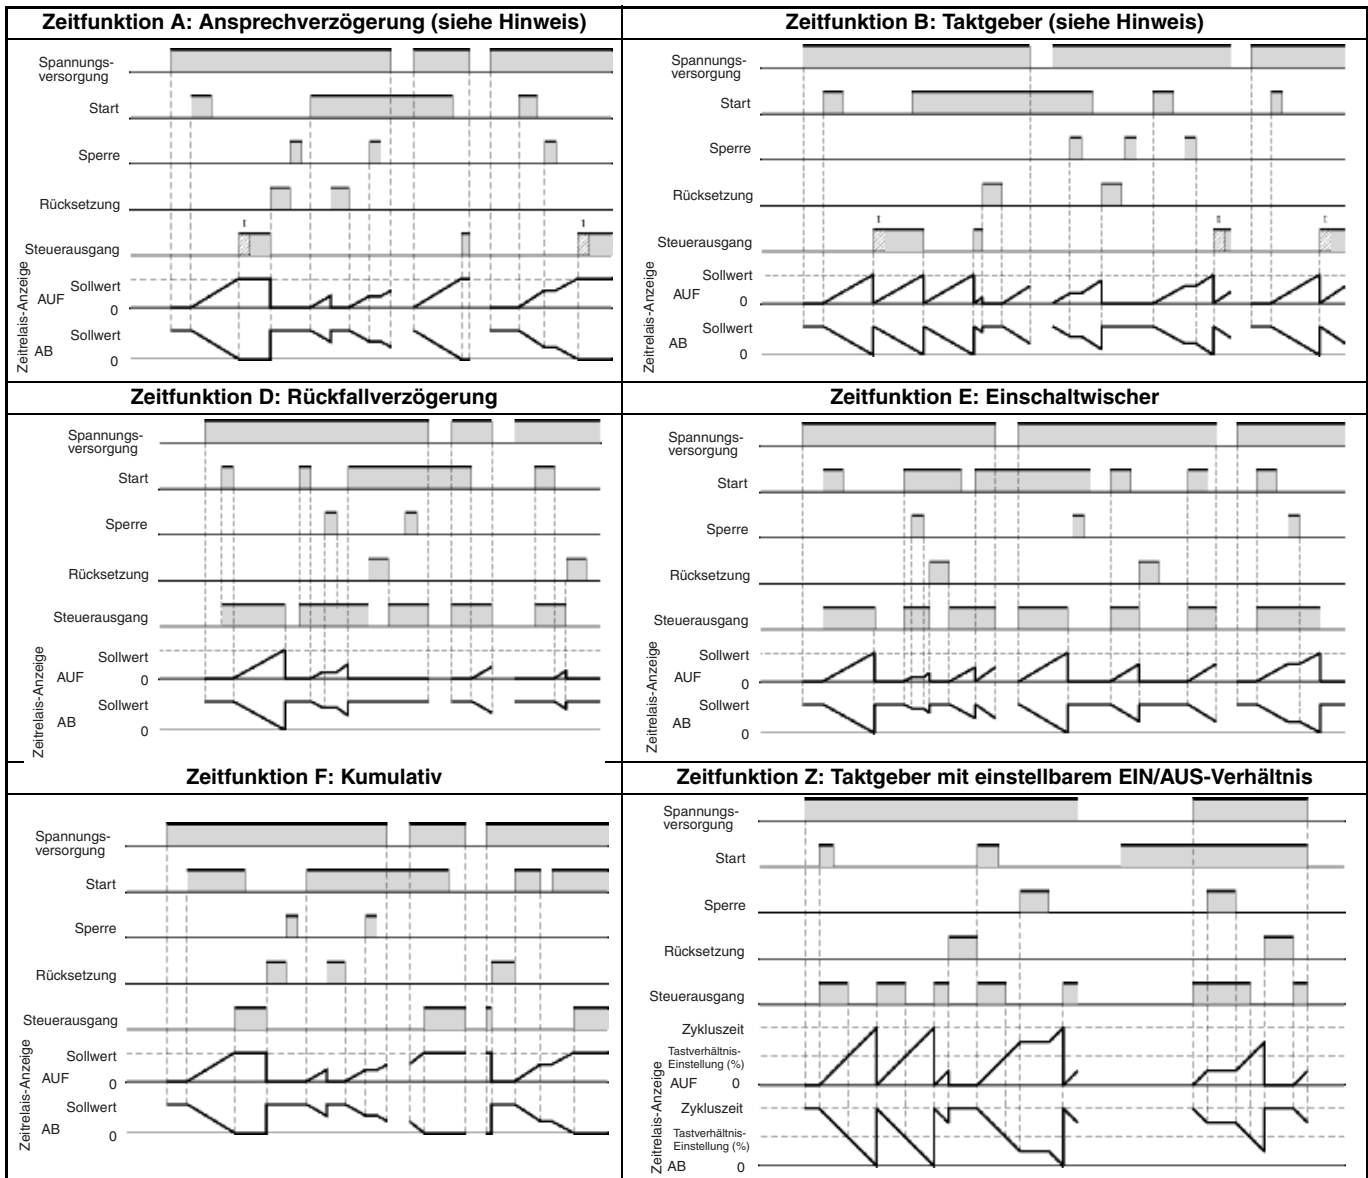 Zeitfunktion A: Ansprechverzögerung (siehe Hinweis)
Spannungs-
versorgung
Start
Sperre
Rücksetzung
Steuerausgang
Zeitrelais-Anzeige
Sollwert
AUF
0
Sollwert
AB
0
Zeitfunktion B: Taktgeber (siehe Hinweis)
Spannungs-
versorgung
Start
Sperre
Rücksetzung
Steuerausgang
Zeitrelais-Anzeige
Sollwert
AUF
0
Sollwert
AB
0
Zeitfunktion D: Rückfallverzögerung
Spannungs-
versorgung
Start
Sperre
Rücksetzung
Steuerausgang
Zeitrelais-Anzeige
Sollwert
AUF
0
Sollwert
AB
0
Zeitfunktion E: Einschaltwischer
Spannungs-
versorgung
Start
Sperre
Rücksetzung
Steuerausgang
Zeitrelais-Anzeige
Sollwert
AUF
0
Sollwert
AB
0
Zeitfunktion F: Kumulativ
Spannungs-
versorgung
Start
Sperre
Rücksetzung
Steuerausgang
Zeitrelais-Anzeige
Sollwert
AUF
0
Sollwert
AB
0
Zeitfunktion Z: Taktgeber mit einstellbarem EIN/AUS-Verhältnis
Spannungs-
versorgung
Start
Sperre
Rücksetzung
Steuerausgang
Zeitrelais-Anzeige
Zykluszeit
Tastverhältnis-
Einstellung (%)
AUF
0
Zykluszeit
Tastverhältnis-
Einstellung (%)
AB
0